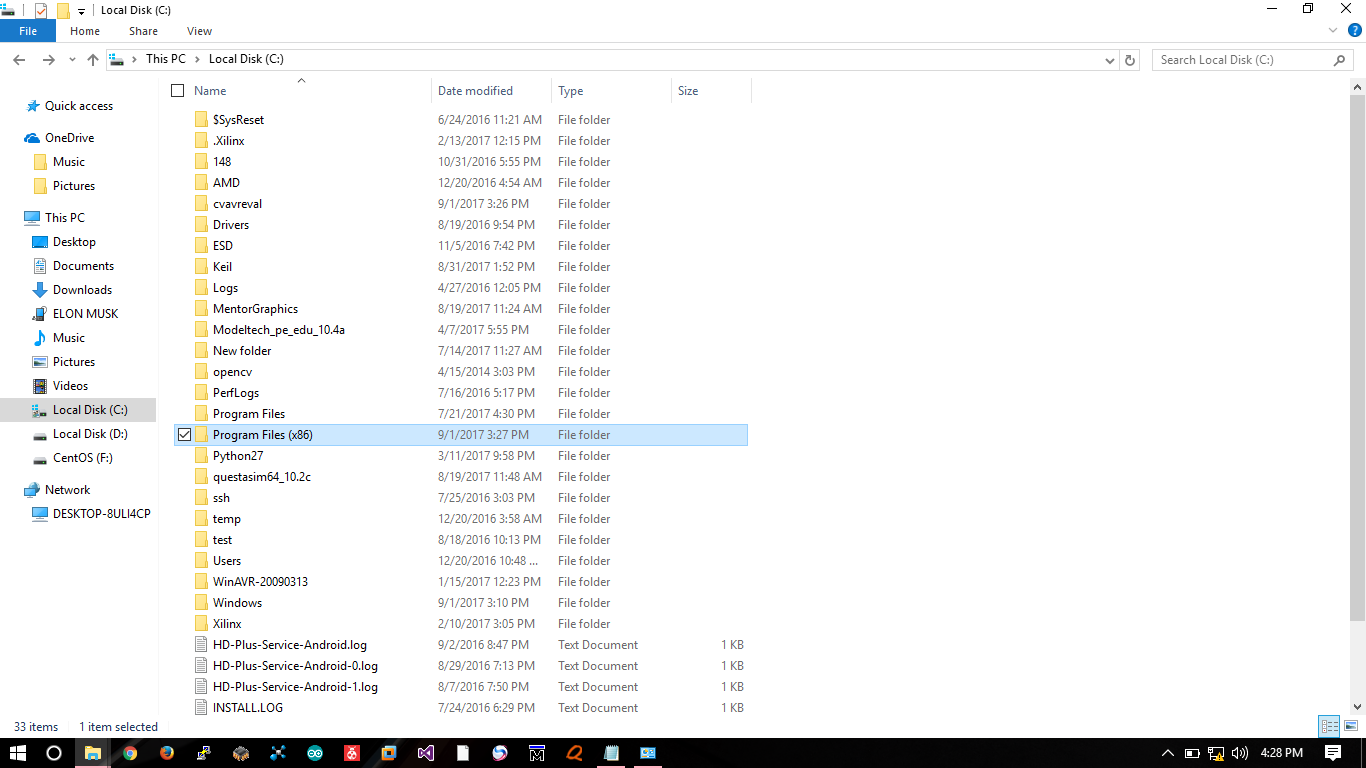 Local Disk (C:)
File Home Share View
This PC Local Disk (C:) Search Local Disk (C:)
Name Date modified Type Size
Quick access
OneDrive
Music
Pictures
This PC
Desktop
Documents
Downloads
ELON MUSK
Music
Pictures
Videos
Local Disk (C:)
Local Disk (D:)
CentOS (F:)
Network
DESKTOP-8ULI4CP
$SysReset 6/24/2016 11:21 AM File folder
.Xilinx 2/13/2017 12:15 PM File folder
148 10/31/2016 5:55 PM File folder
AMD 12/20/2016 4:54 AM File folder
cvavreval 9/1/2017 3:26 PM File folder
Drivers 8/19/2016 9:54 PM File folder
ESD 11/5/2016 7:42 PM File folder
Keil 8/31/2017 1:52 PM File folder
Logs 4/27/2016 12:05 PM File folder
MentorGraphics 8/19/2017 11:24 AM File folder
Modeltech_pe_edu_10.4a 4/7/2017 5:55 PM File folder
New folder 7/14/2017 11:27 AM File folder
opencv 4/15/2014 3:03 PM File folder
PerfLogs 7/16/2016 5:17 PM File folder
Program Files 7/21/2017 4:30 PM File folder
Program Files (x86) 9/1/2017 3:27 PM File folder
Python27 3/11/2017 9:58 PM File folder
questasim64_10.2c 8/19/2017 11:48 AM File folder
ssh 7/25/2016 3:03 PM File folder
temp 12/20/2016 3:58 AM File folder
test 8/18/2016 10:13 PM File folder
Users 12/20/2016 10:48 ... File folder
WinAVR-20090313 1/15/2017 12:23 PM File folder
Windows 9/1/2017 3:10 PM File folder
Xilinx 2/10/2017 3:05 PM File folder
HD-Plus-Service-Android.log 9/2/2016 8:47 PM Text Document 1 KB
HD-Plus-Service-Android-0.log 8/29/2016 7:13 PM Text Document 1 KB
HD-Plus-Service-Android-1.log 8/7/2016 7:50 PM Text Document 1 KB
INSTALL.LOG 7/24/2016 6:29 PM Text Document 1 KB
33 items 1 item selected
4:28 PM